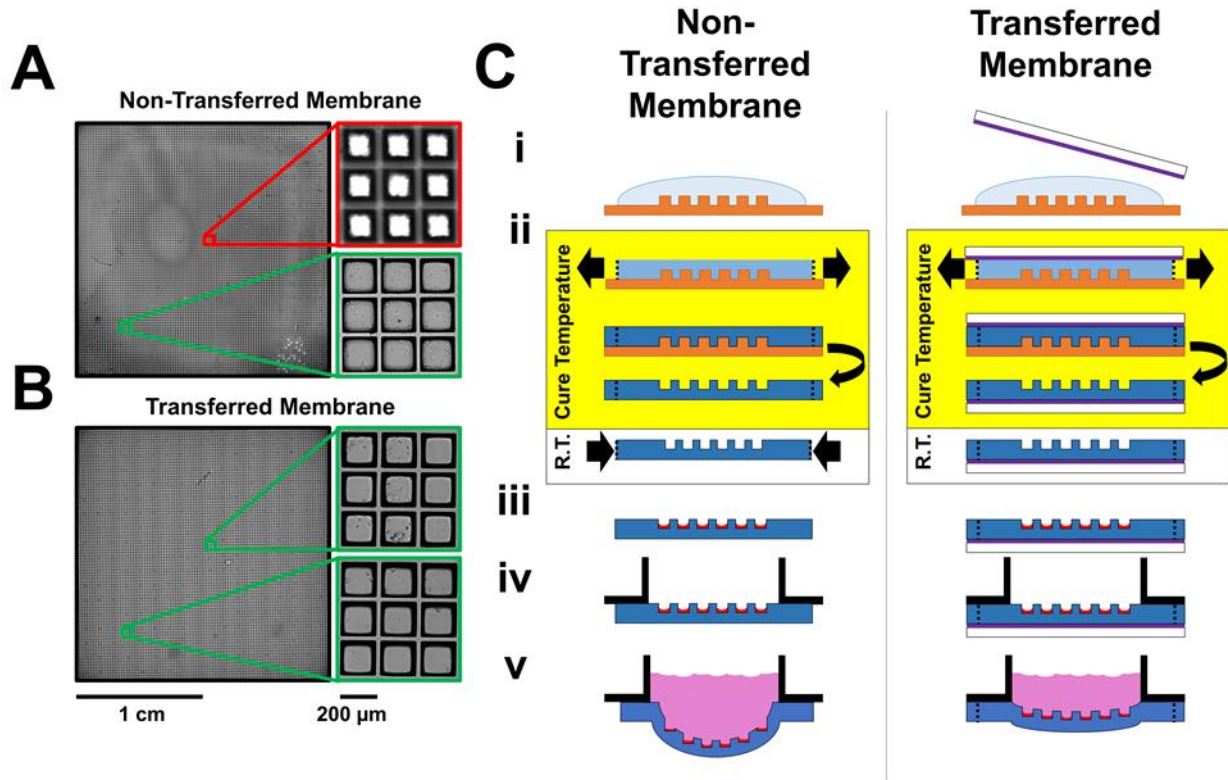 A
Non-Transferred Membrane
B
Transferred Membrane
1 cm
200 µm
C
Non-
Transferred
Membrane
Transferred
Membrane
i
ii
Cure Temperature
R.T.
Cure Temperature
R.T.
iii
iv
v